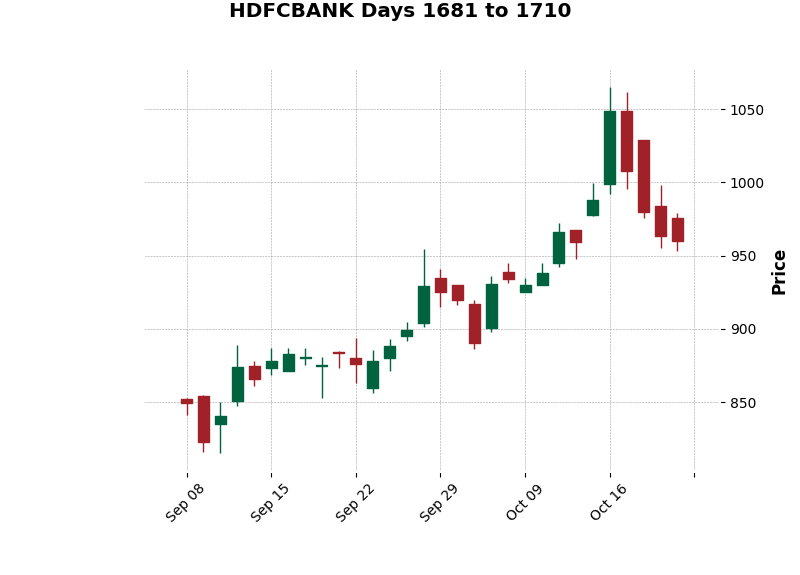 HDFCBANK Days 1681 to 1710
1050
1000
950
900
850
Price
Sep 08
Sep 15
Sep 22
Sep 29
Oct 09
Oct 16